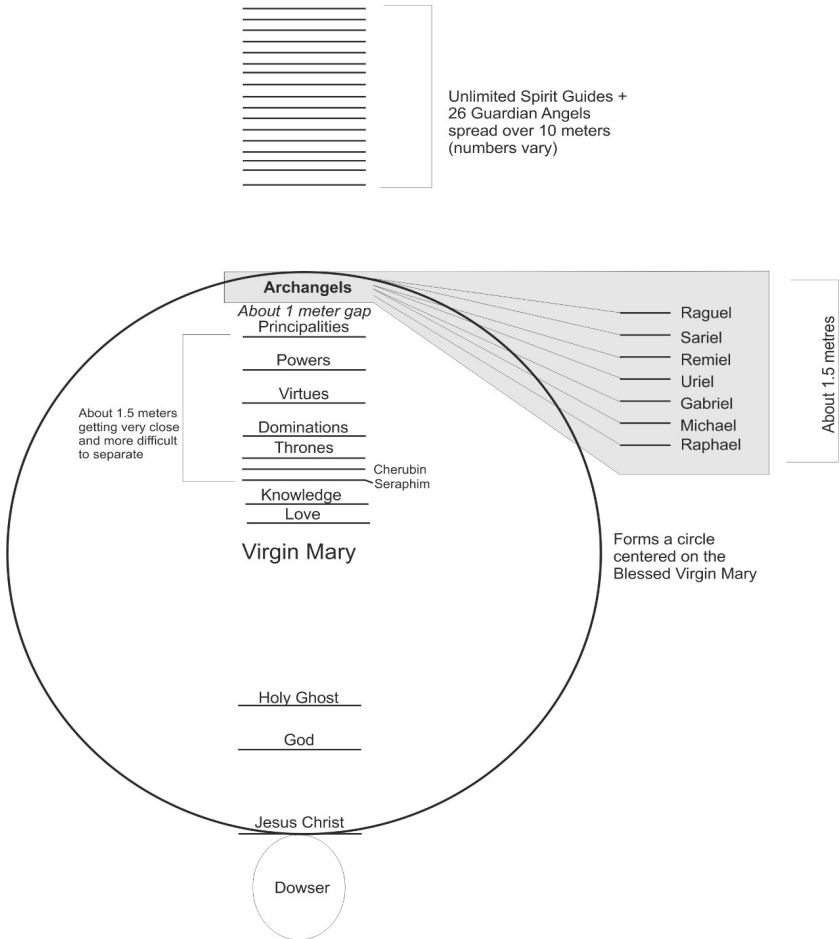 Unlimited Spirit Guides +
26 Guardian Angels
spread over 10 meters
(numbers vary)
Archangels
About 1 meter gap
Principalities
Powers
Virtues
Dominations
Thrones
Cherubin
Seraphim
Knowledge
Love
About 1.5 meters
getting very close
and more difficult
to separate
Raguel
Sariel
Remiel
Uriel
Gabriel
Michael
Raphael
About 1.5 metres
Virgin Mary
Forms a circle
centered on the
Blessed Virgin Mary
Holy Ghost
God
Jesus Christ
Dowser